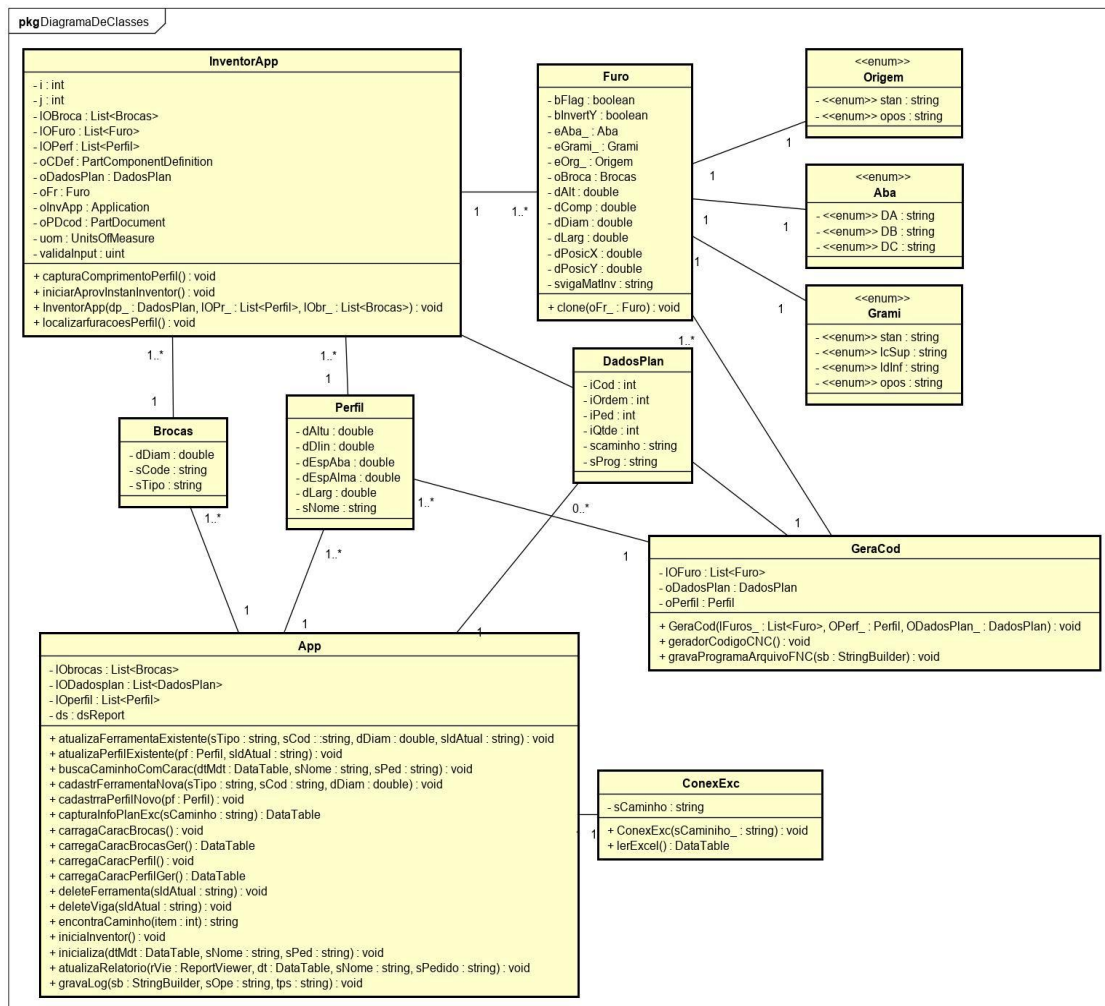 pkg DiagramaDeClasses
InventorApp
- i : int
- j : int
- lOBroca : List<Brocas>
- lOFuro : List<Furo>
- lOPerf : List<Perfil>
- oCDef : PartComponentDefinition
- oDadosPlan : DadosPlan
- oFr : Furo
- oInvApp : Application
- oPDcod : PartDocument
- uom : UnitsOfMeasure
- validaInput : uint
+ capturaComprimentoPerfil() : void
+ iniciarAprovInstanInventor() : void
+ InventorApp(dp_ : DadosPlan, lOPr_ : List<Perfil>, lObr_ : List<Brocas>) : void
+ localizarfuracoesPerfil() : void
Furo
- bFlag : boolean
- bInvertY : boolean
- eAba_ : Aba
- eGrami_ : Grami
- eOrg_ : Origem
- oBroca : Brocas
- dAlt : double
- dComp : double
- dDiam : double
- dLarg : double
- dPosicX : double
- dPosicY : double
- svigaMatInv : string
+ clone(oFr_ : Furo) : void
<<enum>>
Origem
- <<enum>> stan : string
- <<enum>> opos : string
<<enum>>
Aba
- <<enum>> DA : string
- <<enum>> DB : string
- <<enum>> DC : string
<<enum>>
Grami
- <<enum>> stan : string
- <<enum>> lcSup : string
- <<enum>> ldInf : string
- <<enum>> opos : string
1
1..*
1
1
1
1
1
1
1..*
1..*
1..*
1
1
Brocas
- dDiam : double
- sCode : string
- sTipo : string
1..*
Perfil
- dAltu : double
- dDlin : double
- dEspAba : double
- dEspAlma : double
- dLarg : double
- sNome : string
1..*
1..*
DadosPlan
- iCod : int
- iOrdem : int
- iPed : int
- iQtde : int
- scaminho : string
- sProg : string
0..*
1
1
GeraCod
- lOFuro : List<Furo>
- oDadosPlan : DadosPlan
- oPerfil : Perfil
+ GeraCod(lFuros_ : List<Furo>, OPerf_ : Perfil, ODadosPlan_ : DadosPlan) : void
+ geradorCodigoCNC() : void
+ gravaProgramaArquivoFNC(sb : StringBuilder) : void
1
1
1
App
- lObrocas : List<Brocas>
- lODadosplan : List<DadosPlan>
- lOperfil : List<Perfil>
- ds : dsReport
+ atualizaFerramentaExistente(sTipo : string, sCod : :string, dDiam : double, sIdAtual : string) : void
+ atualizaPerfilExistente(pf : Perfil, sIdAtual : string) : void
+ buscaCaminhoComCarac(dtMdt : DataTable, sNome : string, sPed : string) : void
+ cadastrFerramentaNova(sTipo : string, sCod : string, dDiam : double) : void
+ cadastrraPerfilNovo(pf : Perfil) : void
+ capturaInfoPlanExc(sCaminho : string) : DataTable
+ carragaCaracBrocas() : void
+ carregaCaracBrocasGer() : DataTable
+ carregaCaracPerfil() : void
+ carregaCaracPerfilGer() : DataTable
+ deleteFerramenta(sIdAtual : string) : void
+ deleteViga(sIdAtual : string) : void
+ encontraCaminho(item : int) : string
+ iniciaInventor() : void
+ inicializa(dtMdt : DataTable, sNome : string, sPed : string) : void
+ atualizaRelatorio(rVie : ReportViewer, dt : DataTable, sNome : string, sPedido : string) : void
+ gravaLog(sb : StringBuilder, sOpe : string, tps : string) : void
1
ConexExc
- sCaminho : string
+ ConexExc(sCaminiho_ : string) : void
+ lerExcel() : DataTable